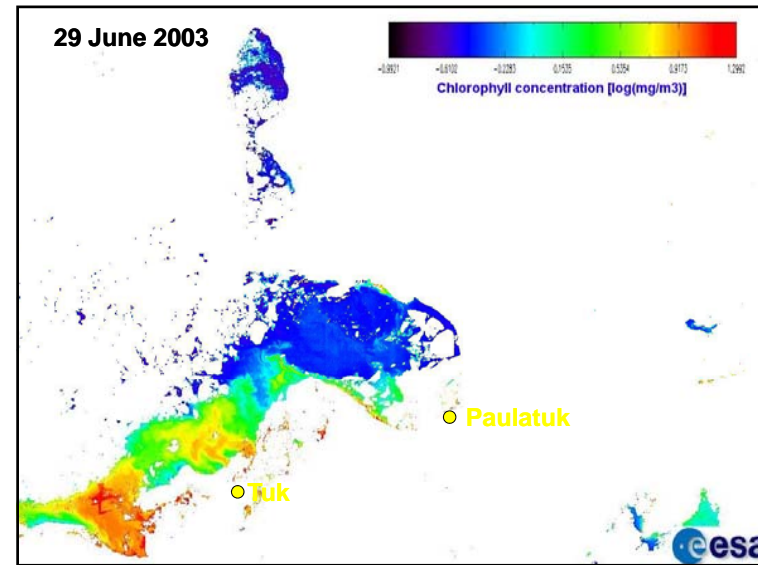 29 June 2003
-0.9921 -0.6102 -0.2283 0.1535 0.5354 0.9173 1.2992
Chlorophyll concentration [log(mg/m3)]
Paulatuk
Tuk
esa